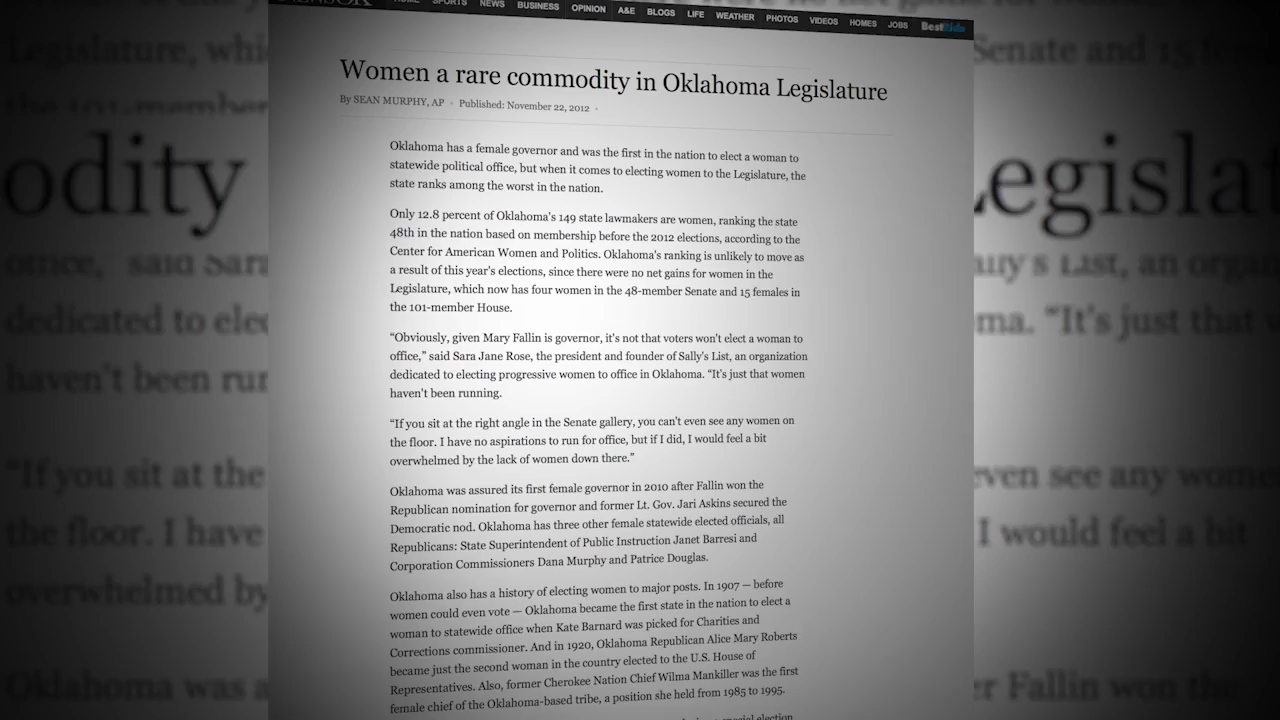 SPORTS NEWS BUSINESS OPINION A&E BLOGS LIFE WEATHER PHOTOS VIDEOS HOMES JOBS BestRide
Women a rare commodity in Oklahoma Legislature
By SEAN MURPHY, AP • Published: November 22, 2012 •
Oklahoma has a female governor and was the first in the nation to elect a woman to
statewide political office, but when it comes to electing women to the Legislature, the
state ranks among the worst in the nation.
Only 12.8 percent of Oklahoma's 149 state lawmakers are women, ranking the state
48th in the nation based on membership before the 2012 elections, according to the
Center for American Women and Politics. Oklahoma's ranking is unlikely to move as
a result of this year's elections, since there were no net gains for women in the
Legislature, which now has four women in the 48-member Senate and 15 females in
the 101-member House.
“Obviously, given Mary Fallin is governor, it's not that voters won't elect a woman to
office,” said Sara Jane Rose, the president and founder of Sally's List, an organization
dedicated to electing progressive women to office in Oklahoma. “It's just that women
haven't been running.
“If you sit at the right angle in the Senate gallery, you can't even see any women on
the floor. I have no aspirations to run for office, but if I did, I would feel a bit
overwhelmed by the lack of women down there.”
Oklahoma was assured its first female governor in 2010 after Fallin won the
Republican nomination for governor and former Lt. Gov. Jari Askins secured the
Democratic nod. Oklahoma has three other female statewide elected officials, all
Republicans: State Superintendent of Public Instruction Janet Barresi and
Corporation Commissioners Dana Murphy and Patrice Douglas.
Oklahoma also has a history of electing women to major posts. In 1907 — before
women could even vote — Oklahoma became the first state in the nation to elect a
woman to statewide office when Kate Barnard was picked for Charities and
Corrections commissioner. And in 1920, Oklahoma Republican Alice Mary Roberts
became just the second woman in the country elected to the U.S. House of
Representatives. Also, former Cherokee Nation Chief Wilma Mankiller was the first
female chief of the Oklahoma-based tribe, a position she held from 1985 to 1995.